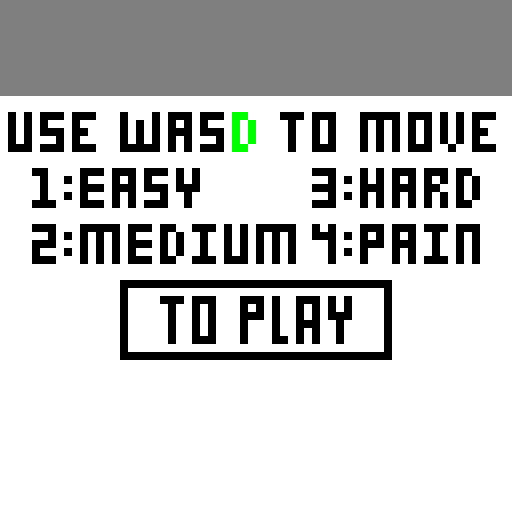 USE WASD TO MOVE
1:EASY 3:HARD
2:MEDIUM 4:PAIN
TO PLAY